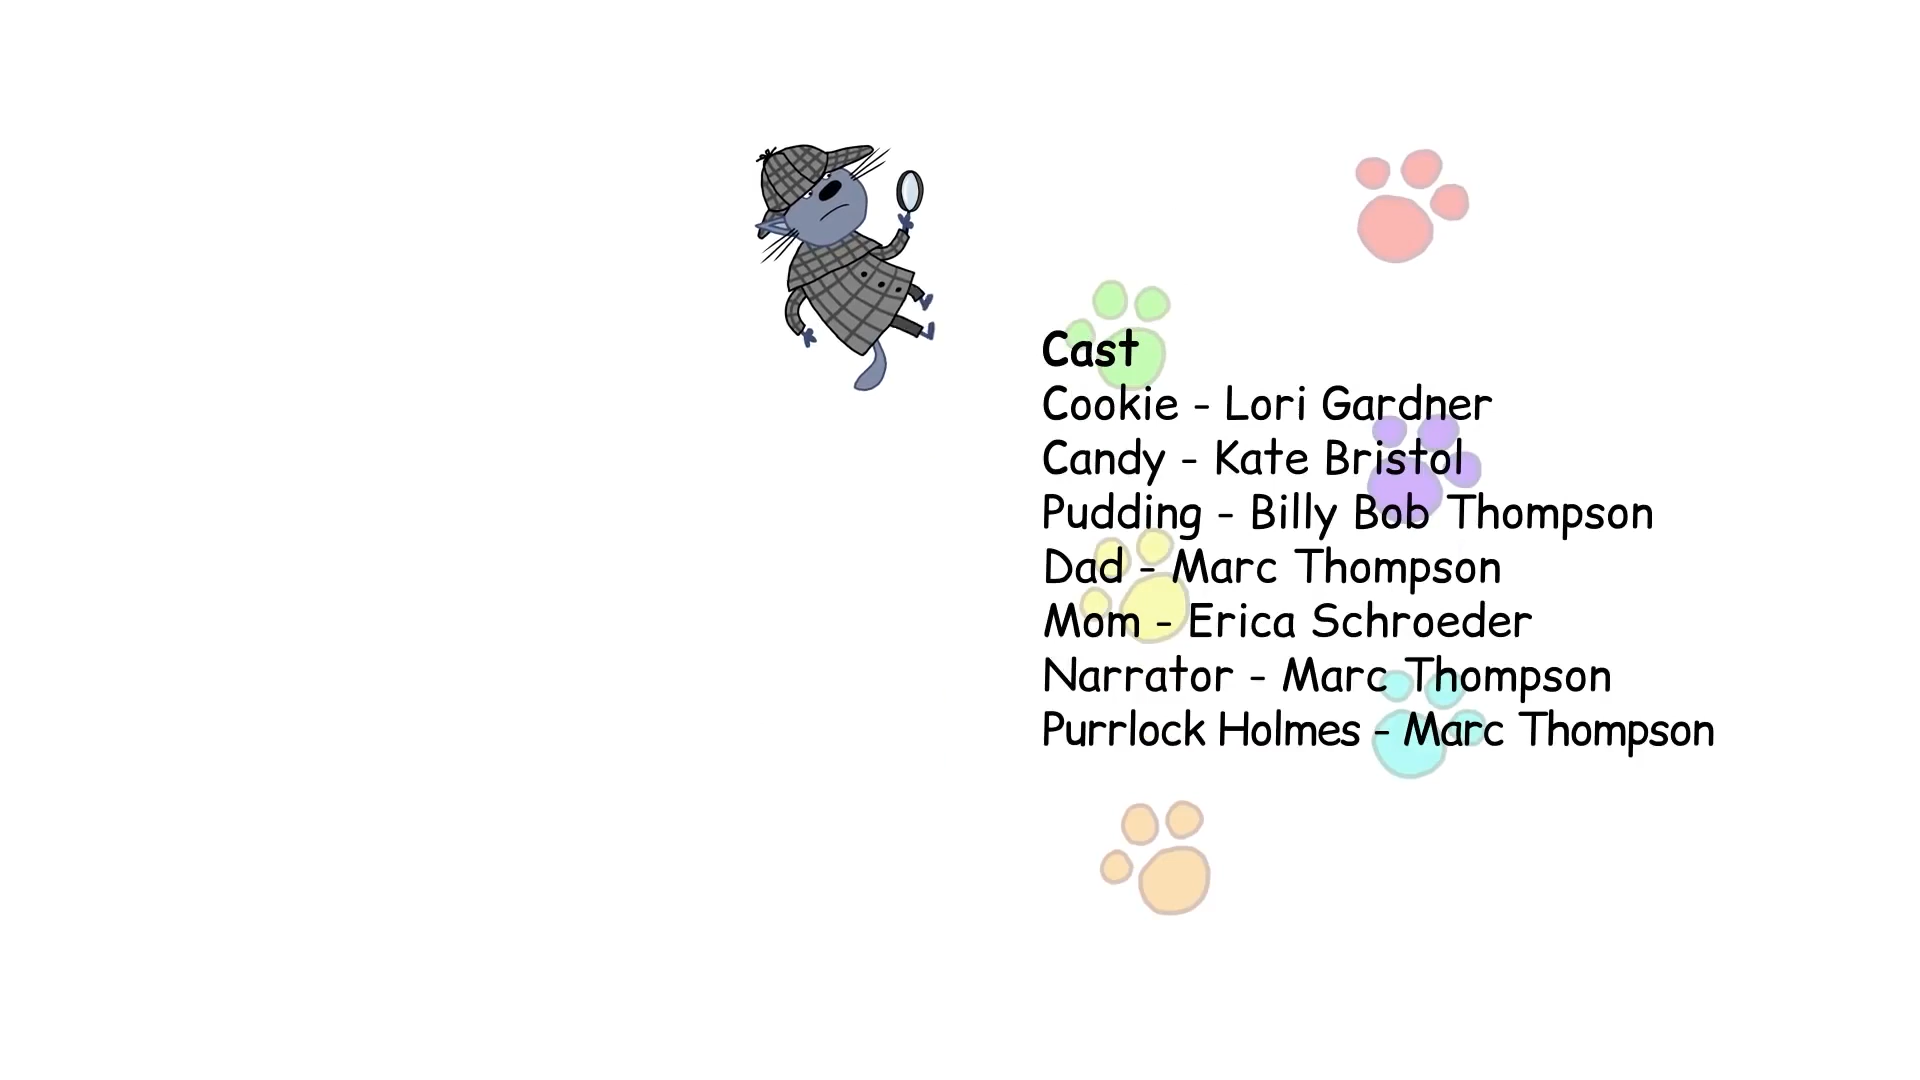 Cast
Cookie - Lori Gardner
Candy - Kate Bristol
Pudding - Billy Bob Thompson
Dad - Marc Thompson
Mom - Erica Schroeder
Narrator - Marc Thompson
Purrlock Holmes - Marc Thompson